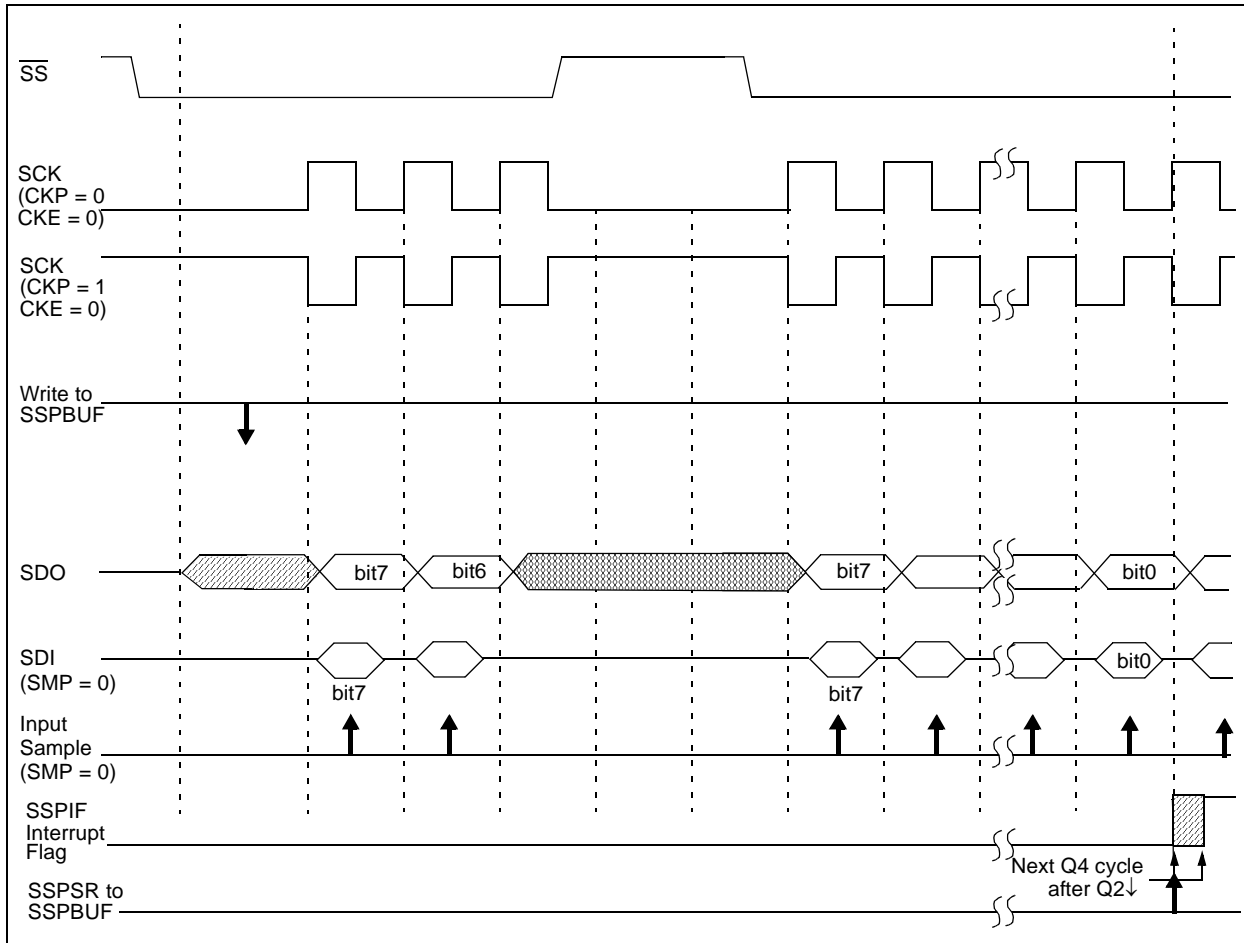 SS
SCK
(CKP = 0
CKE = 0)
SCK
(CKP = 1
CKE = 0)
Write to
SSPBUF
SDO
bit7
bit6
bit7
bit0
SDI
(SMP = 0)
bit7
bit7
bit0
Input
Sample
(SMP = 0)
SSPIF
Interrupt
Flag
Next Q4 cycle
after Q2↓
SSPSR to
SSPBUF